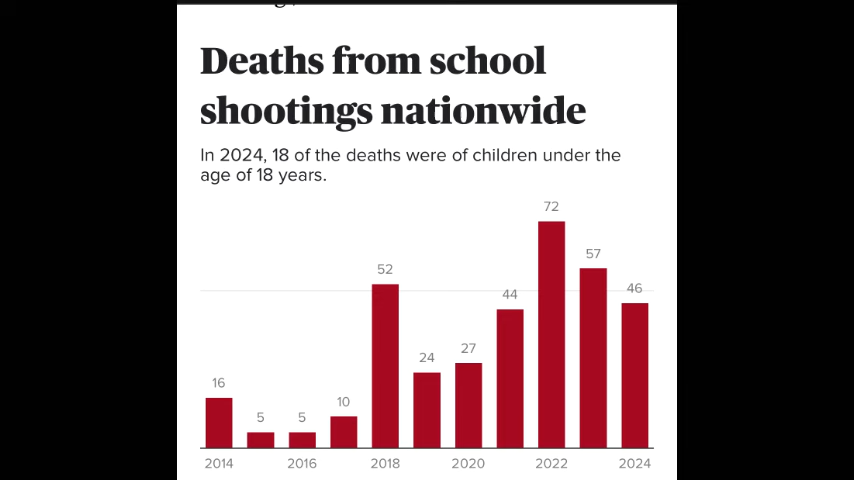 Deaths from school
shootings nationwide
In 2024, 18 of the deaths were of children under the
age of 18 years.
72
57
52
46
44
27
24
16
10
5 5
2014 2016 2018 2020 2022 2024